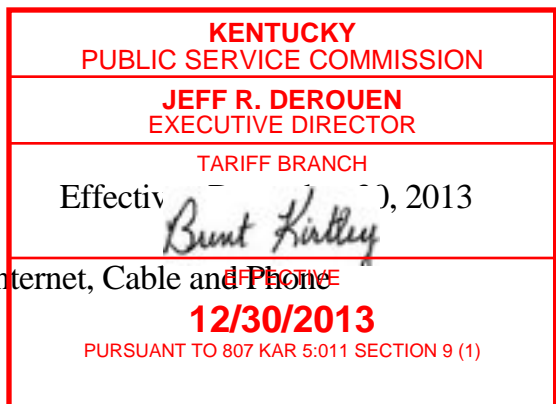 KENTUCKY
PUBLIC SERVICE COMMISSION
JEFF R. DEROUEN
EXECUTIVE DIRECTOR
TARIFF BRANCH
Effectiv 0, 2013
Bunt Kirtley
nternet, Cable and Phone
EFFECTIVE
12/30/2013
PURSUANT TO 807 KAR 5:011 SECTION 9 (1)